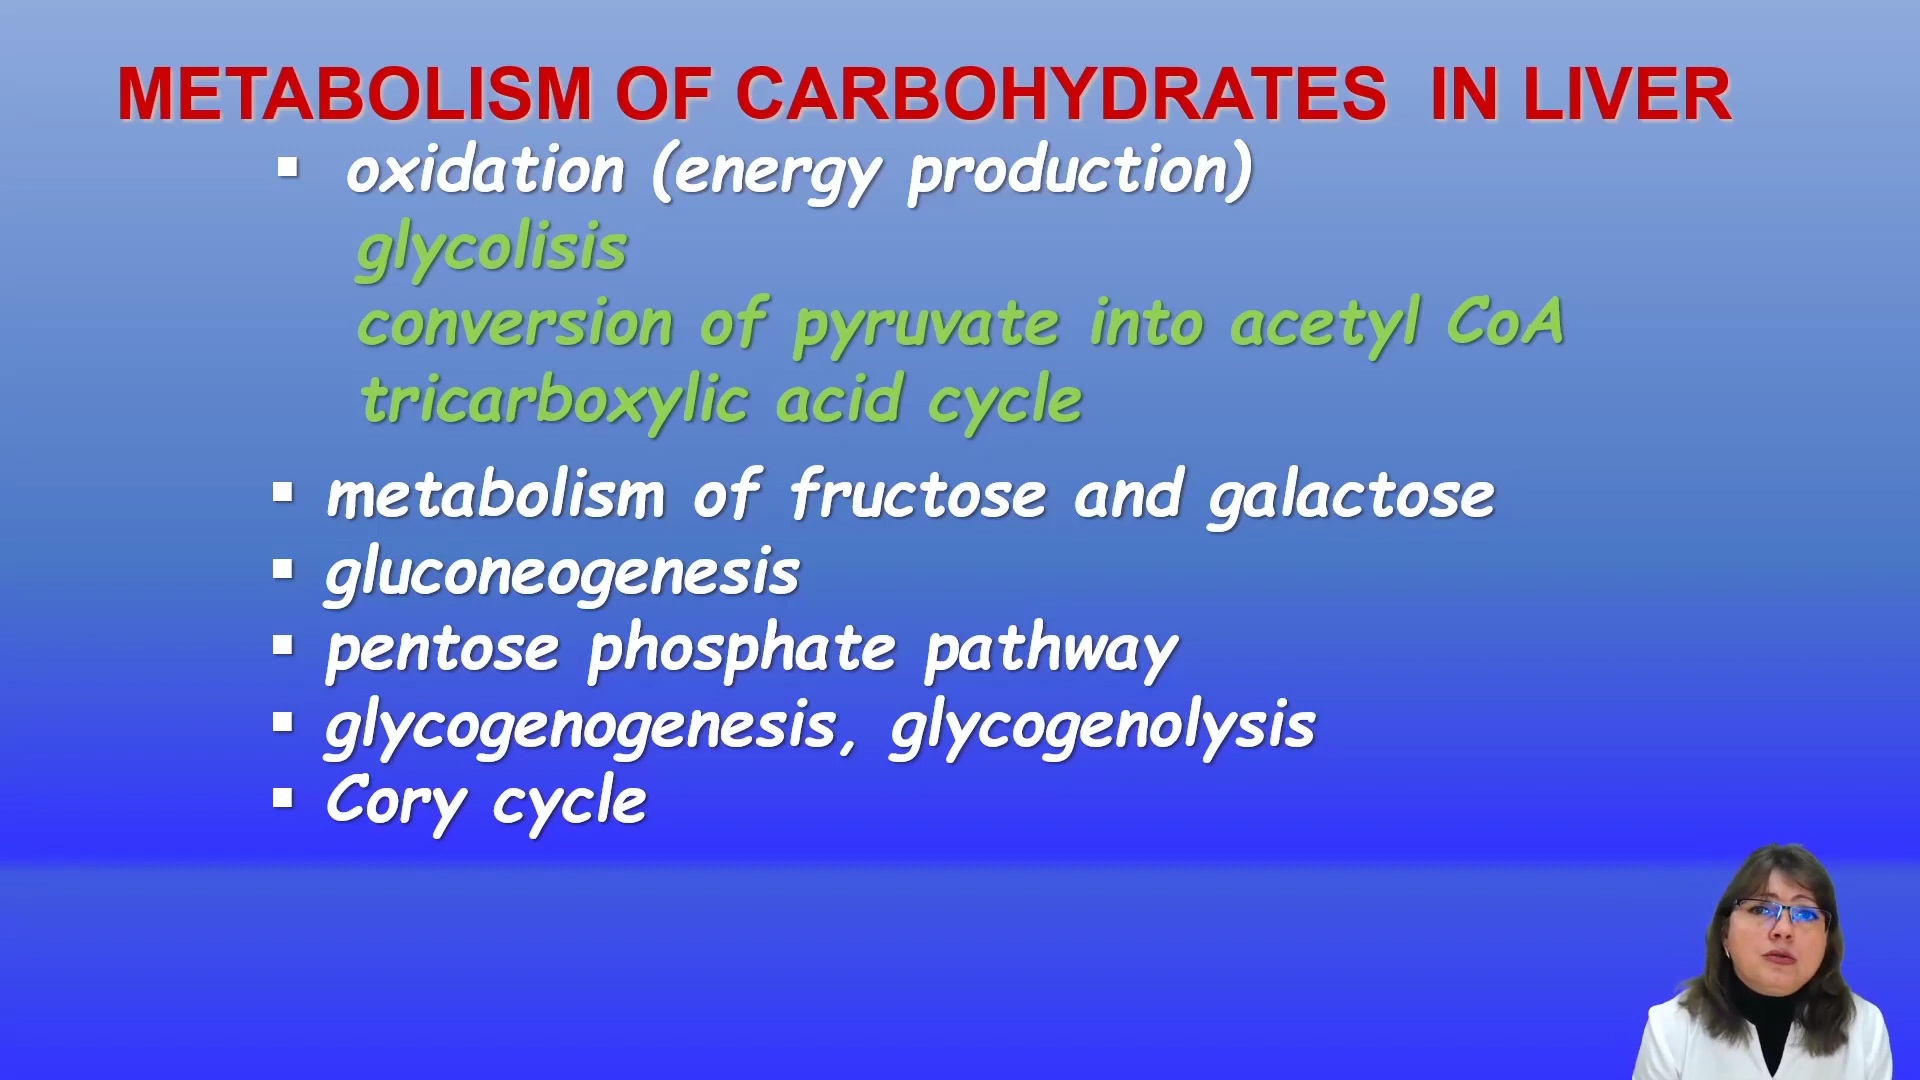 METABOLISM OF CARBOHYDRATES IN LIVER
▪ oxidation (energy production)
glycolisis
conversion of pyruvate into acetyl CoA
tricarboxylic acid cycle
▪ metabolism of fructose and galactose
▪ gluconeogenesis
▪ pentose phosphate pathway
▪ glycogenogenesis, glycogenolysis
▪ Cory cycle